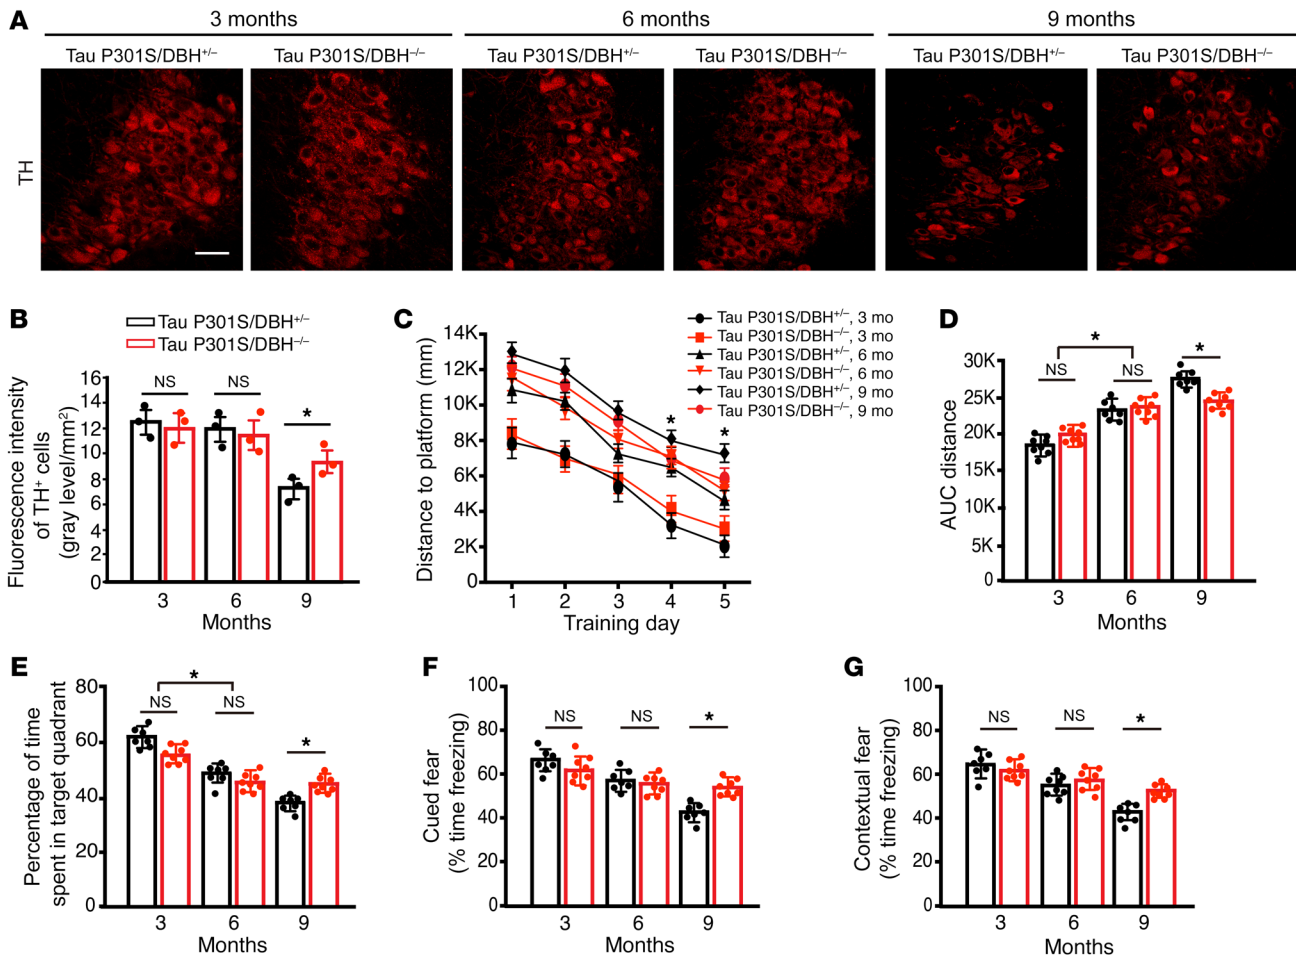 A
3 months
6 months
9 months
Tau P301S/DBH+/–
Tau P301S/DBH–/–
Tau P301S/DBH+/–
Tau P301S/DBH–/–
Tau P301S/DBH+/–
Tau P301S/DBH–/–
TH
B
Tau P301S/DBH+/–
Tau P301S/DBH–/–
Fluorescence intensity
of TH+ cells
(gray level/mm2)
16
14
12
10
8
6
4
2
0
NS
NS
*
3
6
9
Months
C
Tau P301S/DBH+/–, 3 mo
Tau P301S/DBH–/–, 3 mo
Tau P301S/DBH+/–, 6 mo
Tau P301S/DBH–/–, 6 mo
Tau P301S/DBH+/–, 9 mo
Tau P301S/DBH–/–, 9 mo
Distance to platform (mm)
14K
12K
10K
8K
6K
4K
2K
0
*
*
1
2
3
4
5
Training day
D
AUC distance
30K
25K
15K
10K
5K
0
*
NS
NS
*
3
6
9
Months
E
Percentage of time
spent in target quadrant
80
60
40
20
0
*
NS
NS
*
3
6
9
Months
F
Cued fear
(% time freezing)
100
80
60
40
20
0
NS
NS
*
3
6
9
Months
G
Contextual fear
(% time freezing)
100
80
60
40
20
0
NS
NS
*
3
6
9
Months